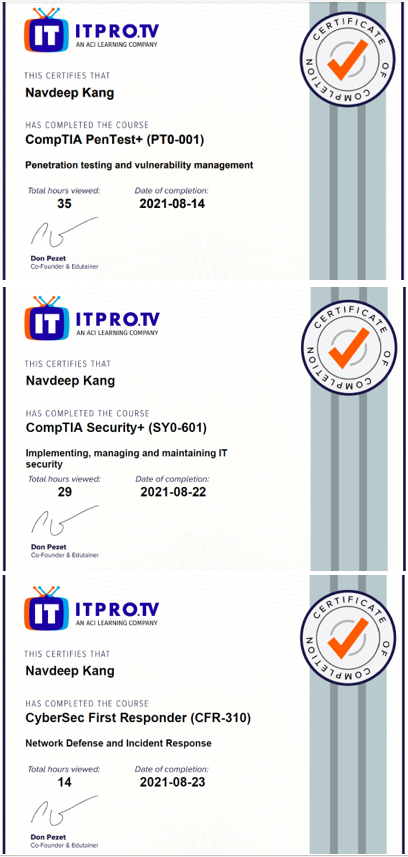 IT ITPRO.TV
AN ACI LEARNING COMPANY
CERTIFICATE OF COMPLETION
THIS CERTIFIES THAT
Navdeep Kang
HAS COMPLETED THE COURSE
CompTIA PenTest+ (PT0-001)
Penetration testing and vulnerability management
Total hours viewed: Date of completion:
35 2021-08-14
Don Pezet
Co-Founder & Edutainer
IT ITPRO.TV
AN ACI LEARNING COMPANY
CERTIFICATE OF COMPLETION
THIS CERTIFIES THAT
Navdeep Kang
HAS COMPLETED THE COURSE
CompTIA Security+ (SY0-601)
Implementing, managing and maintaining IT
security
Total hours viewed: Date of completion:
29 2021-08-22
Don Pezet
Co-Founder & Edutainer
IT ITPRO.TV
AN ACI LEARNING COMPANY
CERTIFICATE OF COMPLETION
THIS CERTIFIES THAT
Navdeep Kang
HAS COMPLETED THE COURSE
CyberSec First Responder (CFR-310)
Network Defense and Incident Response
Total hours viewed: Date of completion:
14 2021-08-23
Don Pezet
Co-Founder & Edutainer